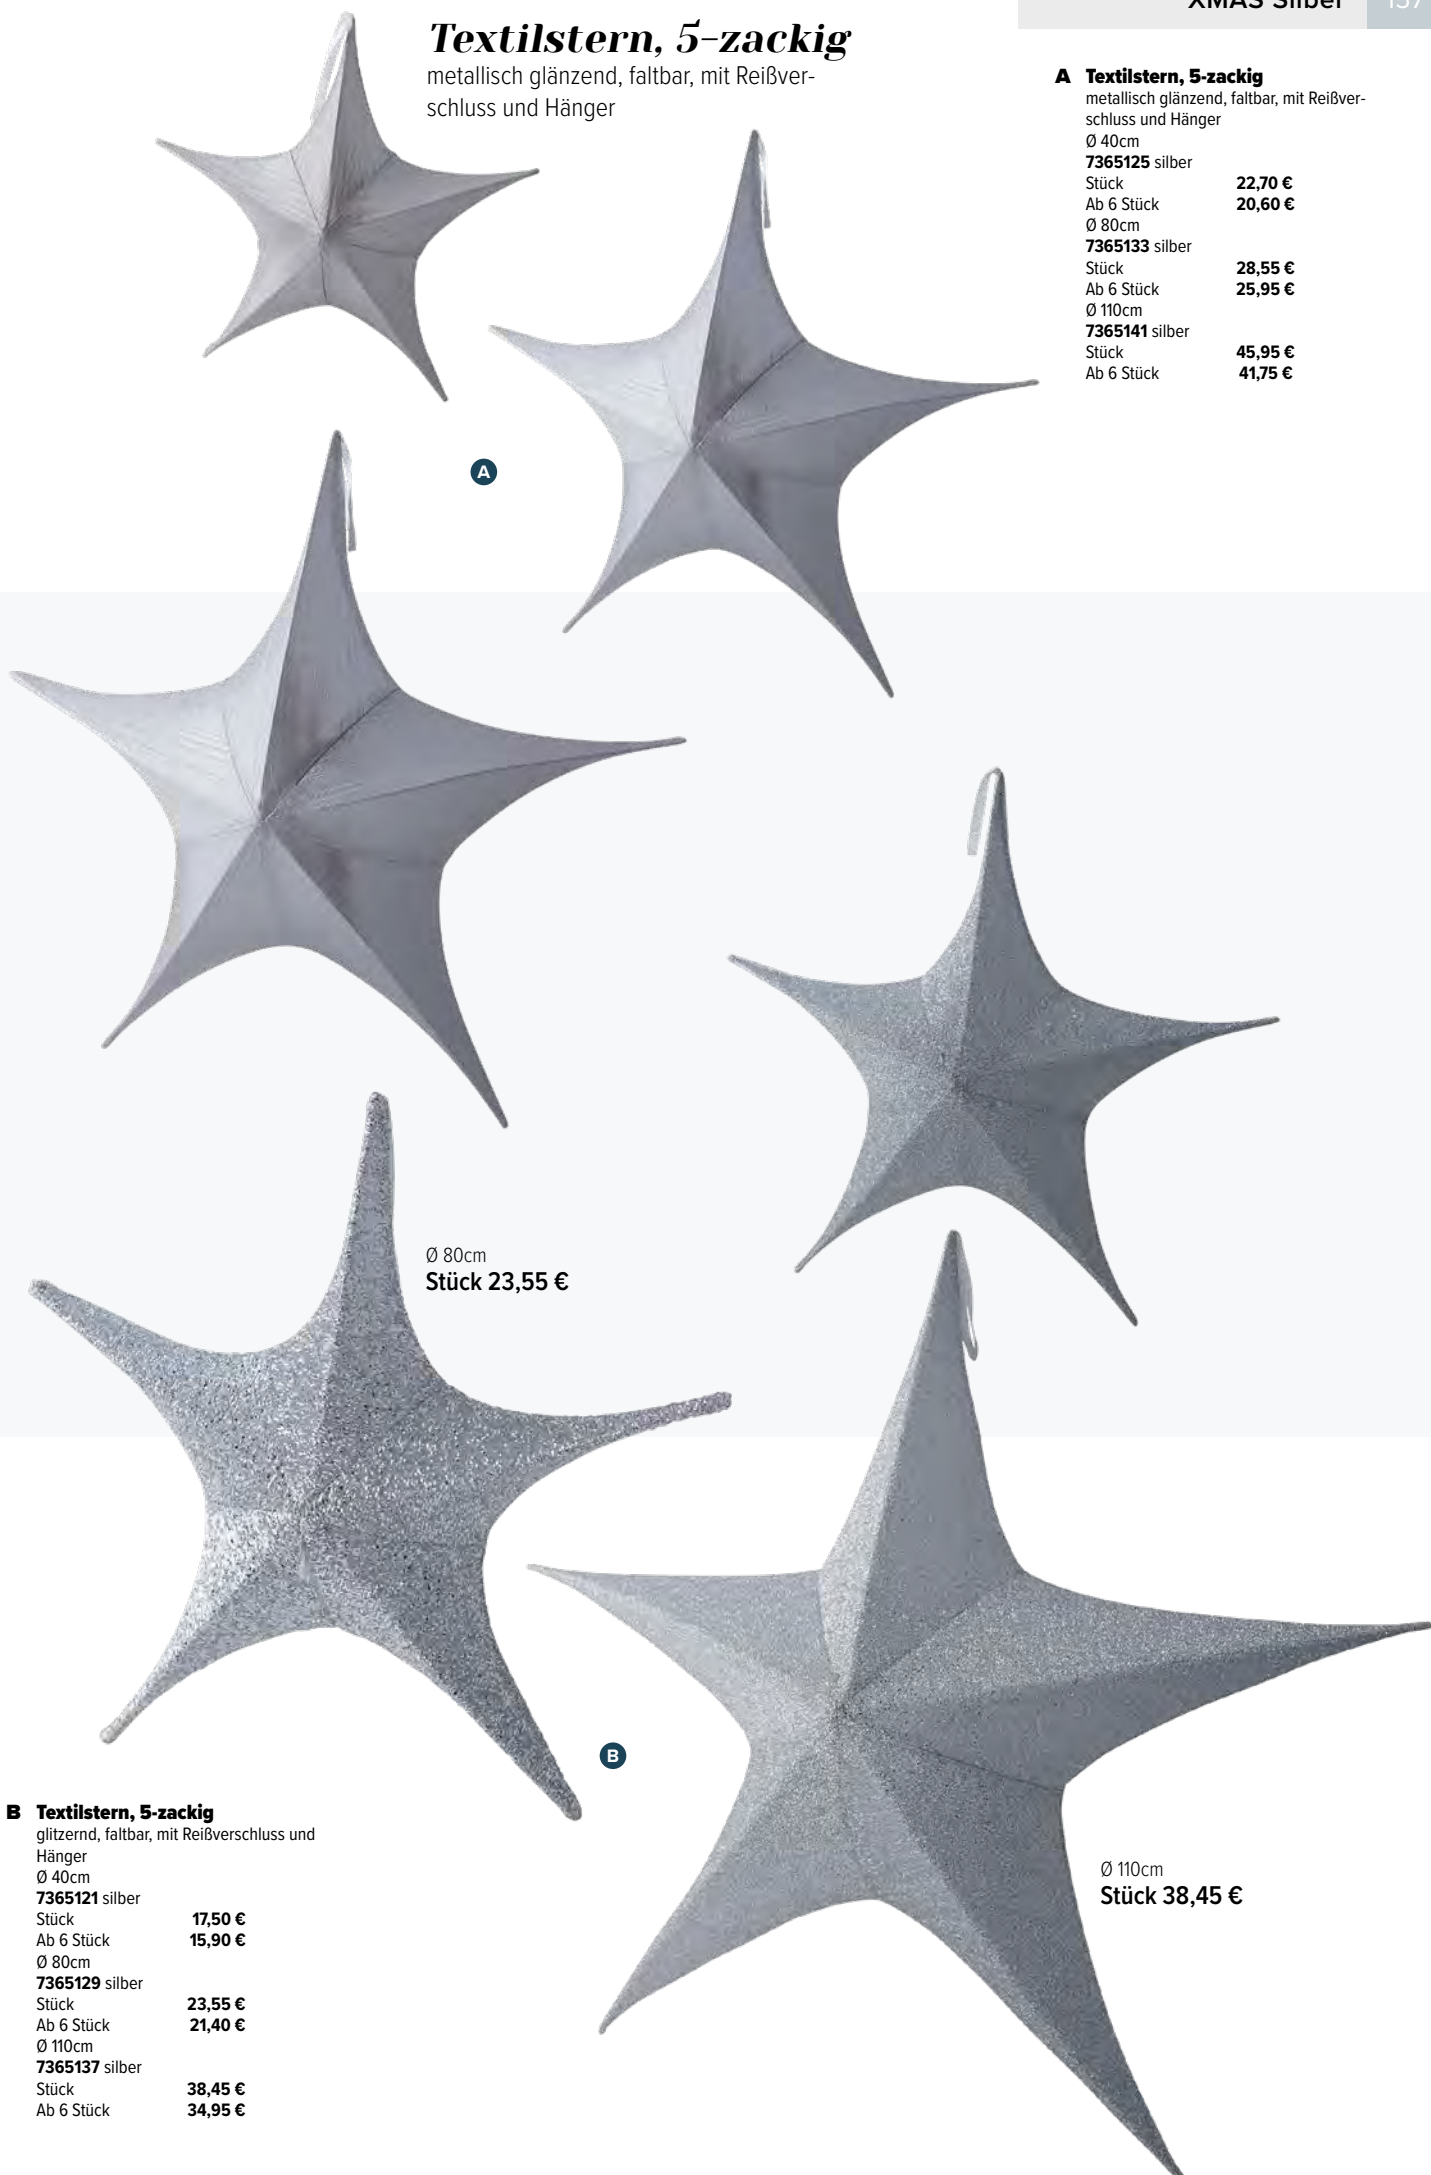 XMAS Silber 157
Textilstern, 5-zackig
metallisch glänzend, faltbar, mit Reißver-
schluss und Hänger
A Textilstern, 5-zackig
metallisch glänzend, faltbar, mit Reißver-
schluss und Hänger
Ø 40cm
7365125 silber
Stück 22,70 €
Ab 6 Stück 20,60 €
Ø 80cm
7365133 silber
Stück 28,55 €
Ab 6 Stück 25,95 €
Ø 110cm
7365141 silber
Stück 45,95 €
Ab 6 Stück 41,75 €
A
Ø 80cm
Stück 23,55 €
B
B Textilstern, 5-zackig
glitzernd, faltbar, mit Reißverschluss und
Hänger
Ø 40cm
7365121 silber
Stück 17,50 €
Ab 6 Stück 15,90 €
Ø 80cm
7365129 silber
Stück 23,55 €
Ab 6 Stück 21,40 €
Ø 110cm
7365137 silber
Stück 38,45 €
Ab 6 Stück 34,95 €
Ø 110cm
Stück 38,45 €